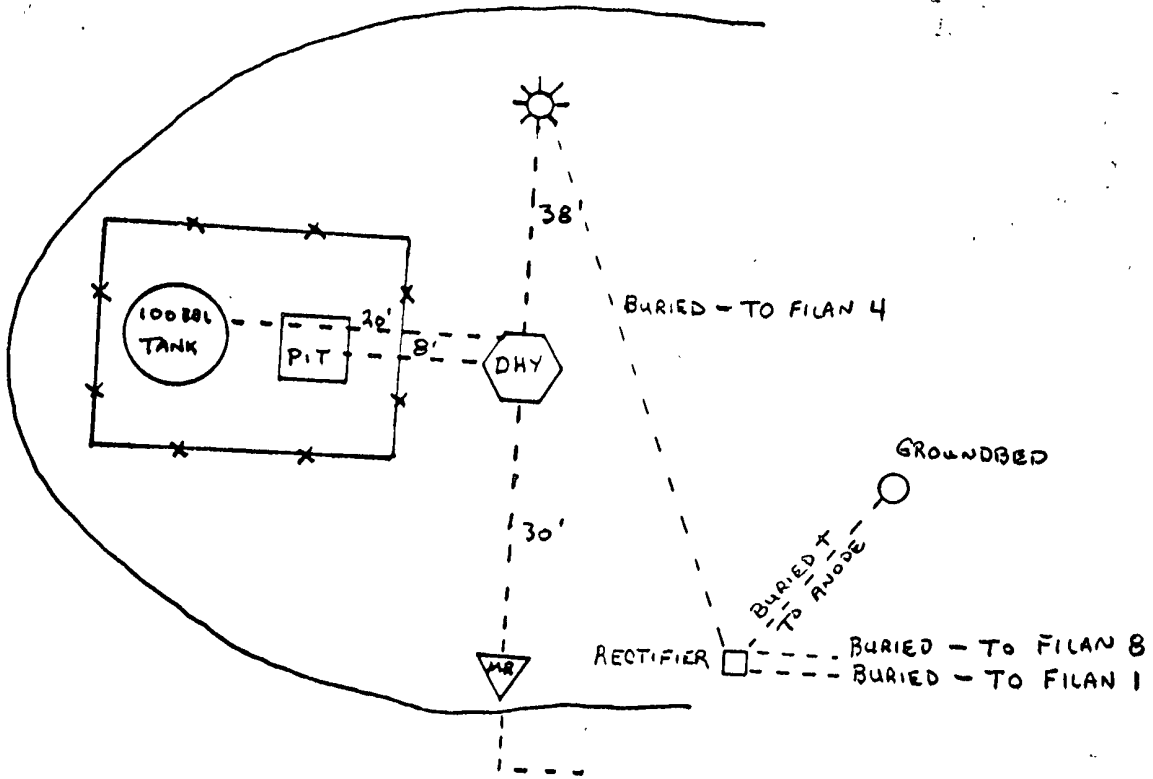 38'
BURIED - TO FILAN 4
100 BBL
TANK
PIT
20'
8'
DHY
GROUNDBED
30'
BURIED +
TO ANODE
RECTIFIER
MR
BURIED - TO FILAN 8
BURIED - TO FILAN 1